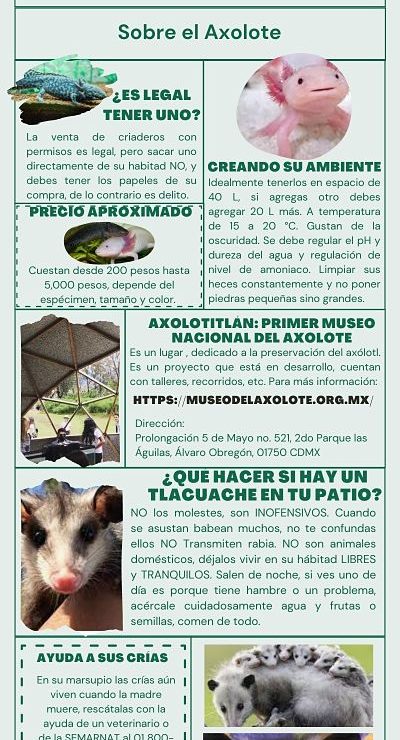 Sobre el Axolote
¿ES LEGAL
TENER UNO?
La venta de criaderos con
permisos es legal, pero sacar uno
directamente de su habitad NO, y
debes tener los papeles de su
compra, de lo contrario es delito.
PRECIO APROXIMADO
Cuestan desde 200 pesos hasta
5,000 pesos, depende del
espécimen, tamaño y color.
CREANDO SU AMBIENTE
Idealmente tenerlos en espacio de
40 L, si agregas otro debes
agregar 20 L más. A temperatura
de 15 a 20 °C. Gustan de la
oscuridad. Se debe regular el pH y
dureza del agua y regulación de
nivel de amoniaco. Limpiar sus
heces constantemente y no poner
piedras pequeñas sino grandes.
AXOLOTITLÁN: PRIMER MUSEO
NACIONAL DEL AXOLOTE
Es un lugar , dedicado a la preservación del axólotl.
Es un proyecto que está en desarrollo, cuentan
con talleres, recorridos, etc. Para más información:
HTTPS://MUSEODELAXOLOTE.ORG.MX/
Dirección:
Prolongación 5 de Mayo no. 521, 2do Parque las
Águilas, Álvaro Obregón, 01750 CDMX
¿QUE HACER SI HAY UN
TLACUACHE EN TU PATIO?
NO los molestes, son INOFENSIVOS. Cuando
se asustan babean muchos, no te confundas
ellos NO Transmiten rabia. NO son animales
domésticos, déjalos vivir en su hábitad LIBRES
y TRANQUILOS. Salen de noche, si ves uno de
día es porque tiene hambre o un problema,
acércale cuidadosamente agua y frutas o
semillas, comen de todo.
AYUDA A SUS CRÍAS
En su marsupio las crías aún
viven cuando la madre
muere, rescátalas con la
ayuda de un veterinario o
de la SEMARNAT al 01 800-